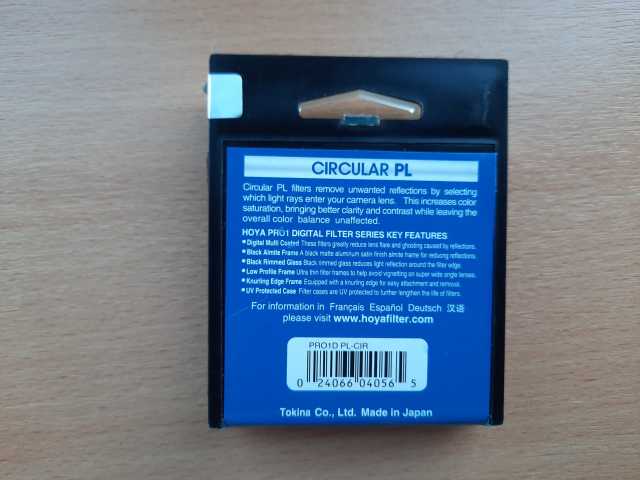 CIRCULAR PL
Circular PL filters remove unwanted reflections by selecting
which light rays enter your camera lens. This increases color
saturation, bringing better clarity and contrast while leaving the
overall color balance unaffected.
HOYA PRO1 DIGITAL FILTER SERIES KEY FEATURES
• Digital Multi Coated These filters greatly reduce lens flare and ghosting caused by reflections.
• Black Almite Frame A black matte aluminum satin finish almite frame for reducing reflections.
• Black Rimmed Glass Black rimmed glass reduces light reflection around the filter edge.
• Low Profile Frame Ultra thin filter frames to help avoid vignetting on super wide angle lenses.
• Knurling Edge Frame Equipped with a knurling edge for easy attachment and removal.
• UV Protected Case Filter cases are UV protected to further lengthen the life of filters.
For information in Français Español Deutsch 汉语
please visit www.hoyafilter.com
PRO1D PL-CIR
0 24066 04056 5
Tokina Co., Ltd. Made in Japan